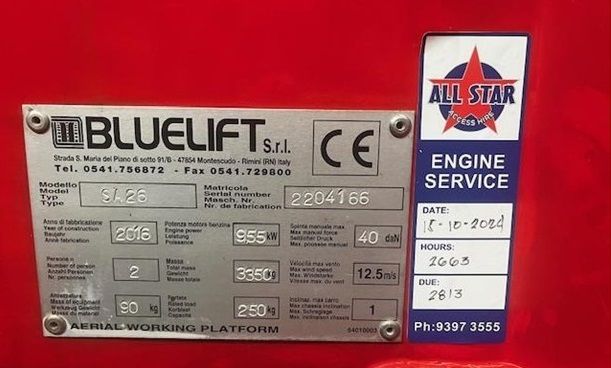 BLUELIFT S.r.l.
Strada S. Maria del Piano di sotto 91/B - 47854 Montescudo - Rimini (RN) Italy
Tel. 0541.756872 - Fax 0541.729800
CE
Modello
Model
Typ
Type
SA26
Matricola
Serial number
Masch. Nr.
Nr. de fabrication
2204166
Anno di fabbricazione
Year of construction
Baujahr
Année fabrication
2016
Potenza motore benzina
Engine power
Leistung
Puissance
9.55 kW
Spinta manuale max
Max manual force
Seitlicher Druck
Max poussée manuel
40 daN
Persone n
Number of person
Anzahl Personen
Nr. personnes
2
Massa
Total mass
Gewicht
Masse totale
3350 kg
Velocità max vento
Max wind speed
Max. Windstärke
Vitesse max. du vent
12.5 m/s
Attrezzatura
Mass of equipment
Werkzeug Gewicht
Masse du matériel
90 kg
Portata
Rated load
Korblast
Capacité
250 kg
Inclinaz. max carro
Max chassis inclination
Max. Schräglage
Max. inclinaison chassis
1
AERIAL WORKING PLATFORM
64010003
ALL STAR
ACCESS HIRE
ENGINE
SERVICE
DATE:
15-10-2024
HOURS:
2663
DUE:
2813
Ph: 9397 3555